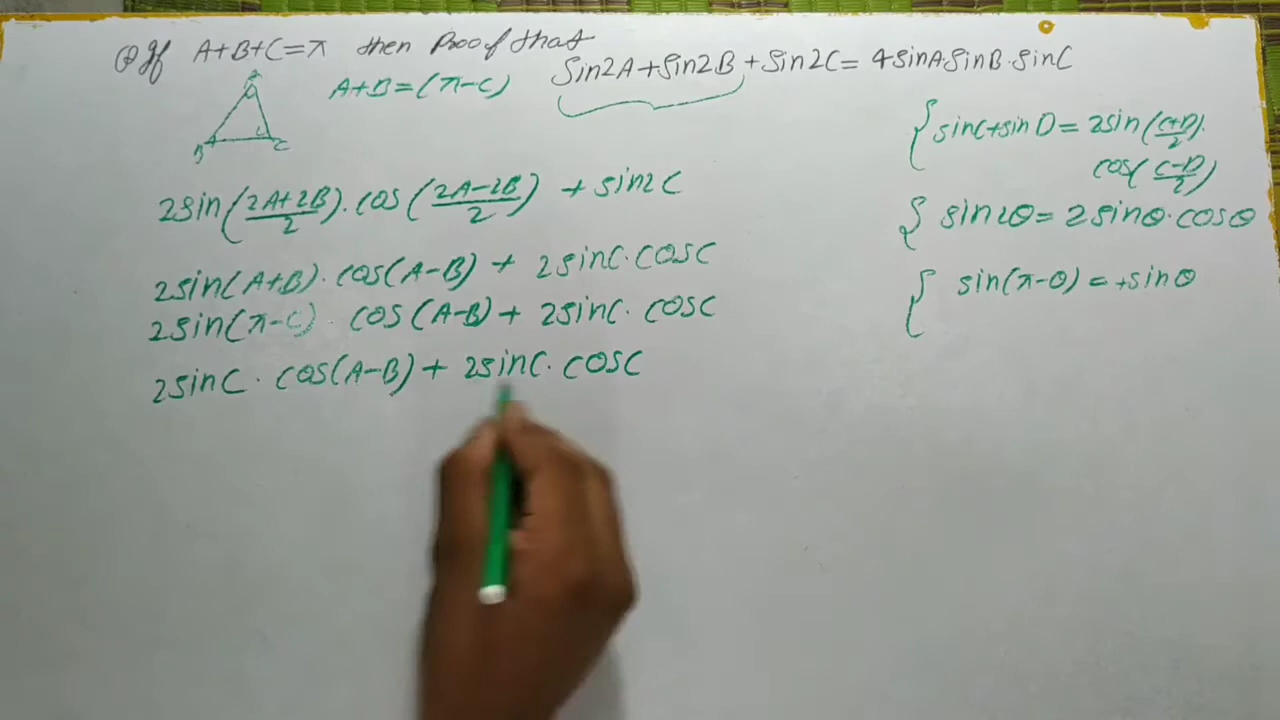 Q If A+B+C=π then Proof that
Sin2A+Sin2B+Sin2C=4SinA.SinB.SinC
A+B=(π-C)
A
B
C
2sin(2A+2B/2).cos(2A-2B/2)+sin2C
2sin(A+B).cos(A-B)+2sinC.cosC
2sin(π-C).cos(A-B)+2sinC.cosC
2sinC.cos(A-B)+2sinC.cosC
{sinC+sinD=2sin(C+D/2).
cos(C-D/2)
{sin2θ=2sinθ.cosθ
{sin(π-θ)=+sinθ